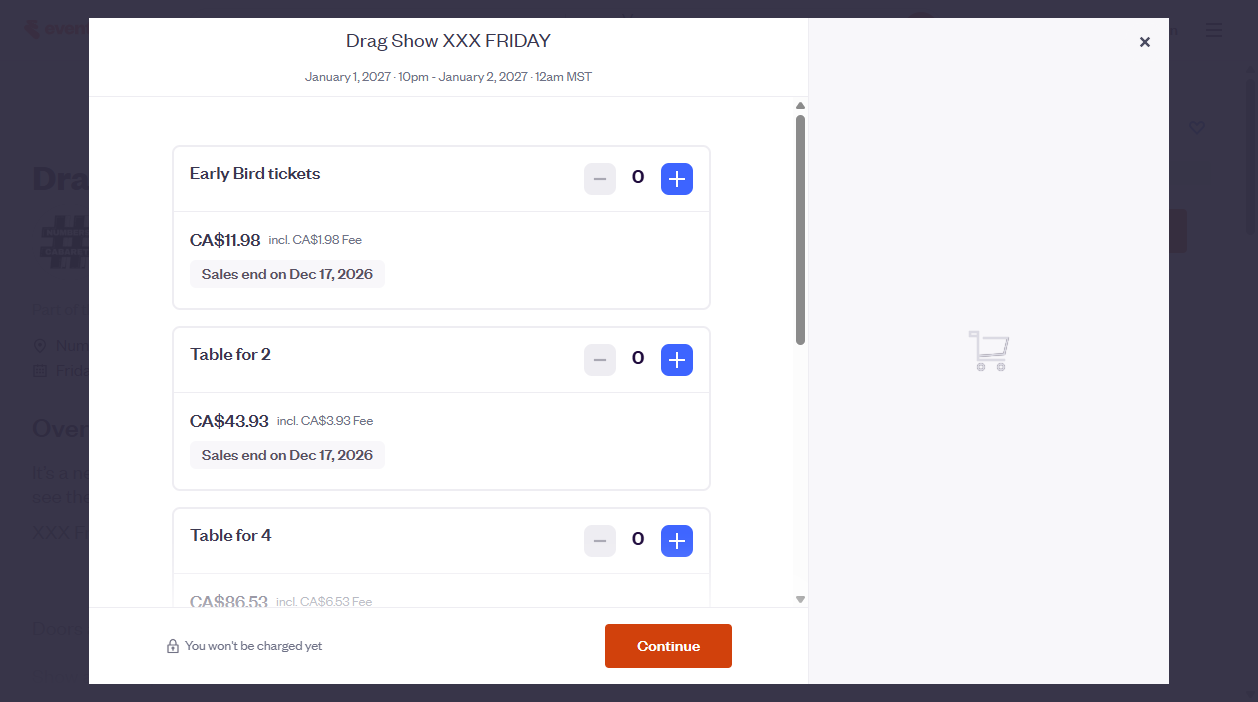 Drag Show XXX FRIDAY
January 1, 2027 · 10pm - January 2, 2027 · 12am MST
Early Bird tickets
0
CA$11.98 incl. CA$1.98 Fee
Sales end on Dec 17, 2026
Table for 2
0
CA$43.93 incl. CA$3.93 Fee
Sales end on Dec 17, 2026
Table for 4
0
CA$86.53 incl. CA$6.53 Fee
You won't be charged yet
Continue